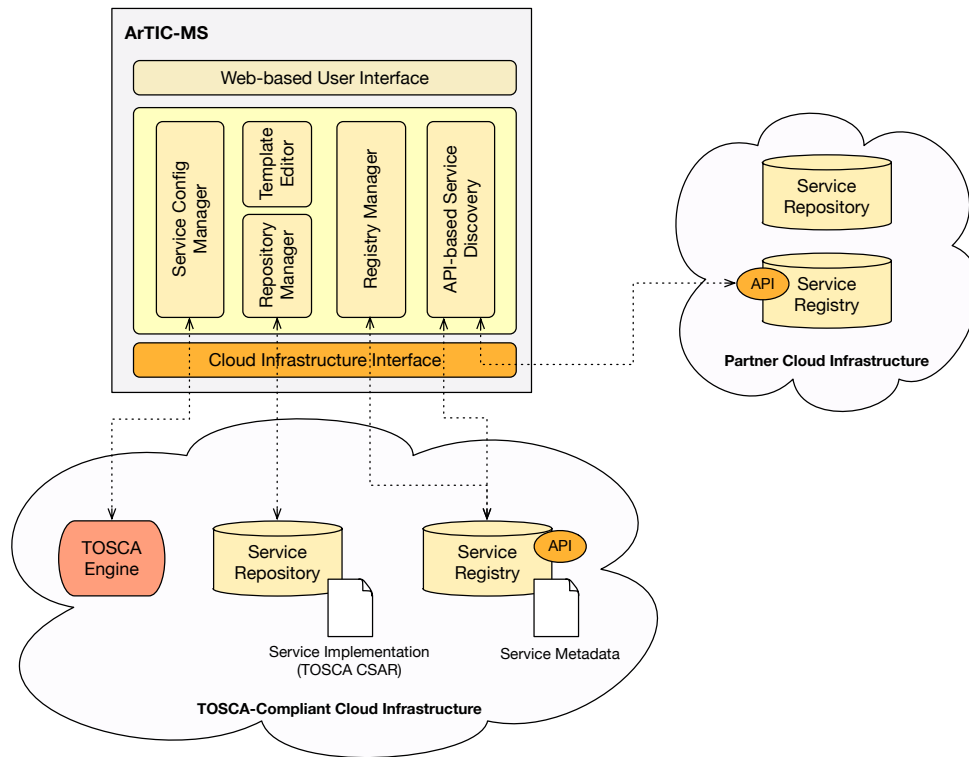 ArTIC-MS
Web-based User Interface
Service Config
Manager
Template
Editor
Repository
Manager
Registry Manager
API-based Service
Discovery
Cloud Infrastructure Interface
Service
Repository
API
Service
Registry
Partner Cloud Infrastructure
TOSCA
Engine
Service
Repository
Service
Registry
API
Service Implementation
(TOSCA CSAR)
Service Metadata
TOSCA-Compliant Cloud Infrastructure